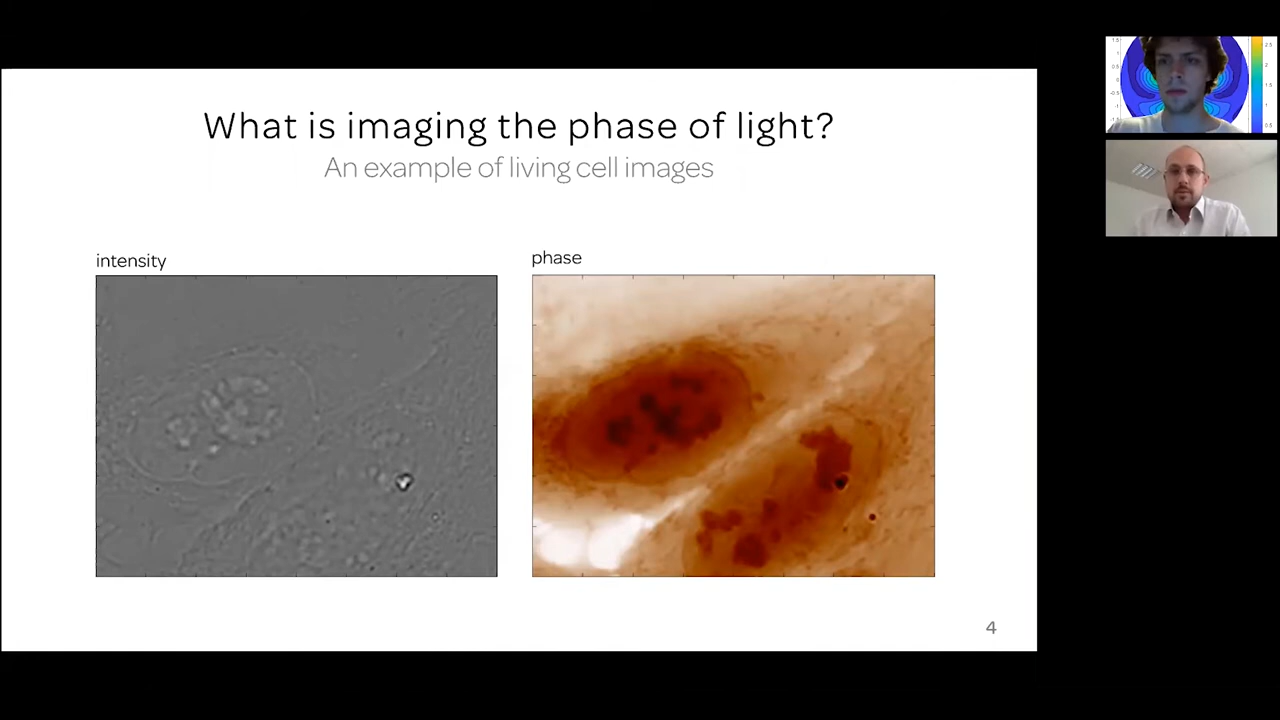 What is imaging the phase of light?
An example of living cell images
intensity
phase
4